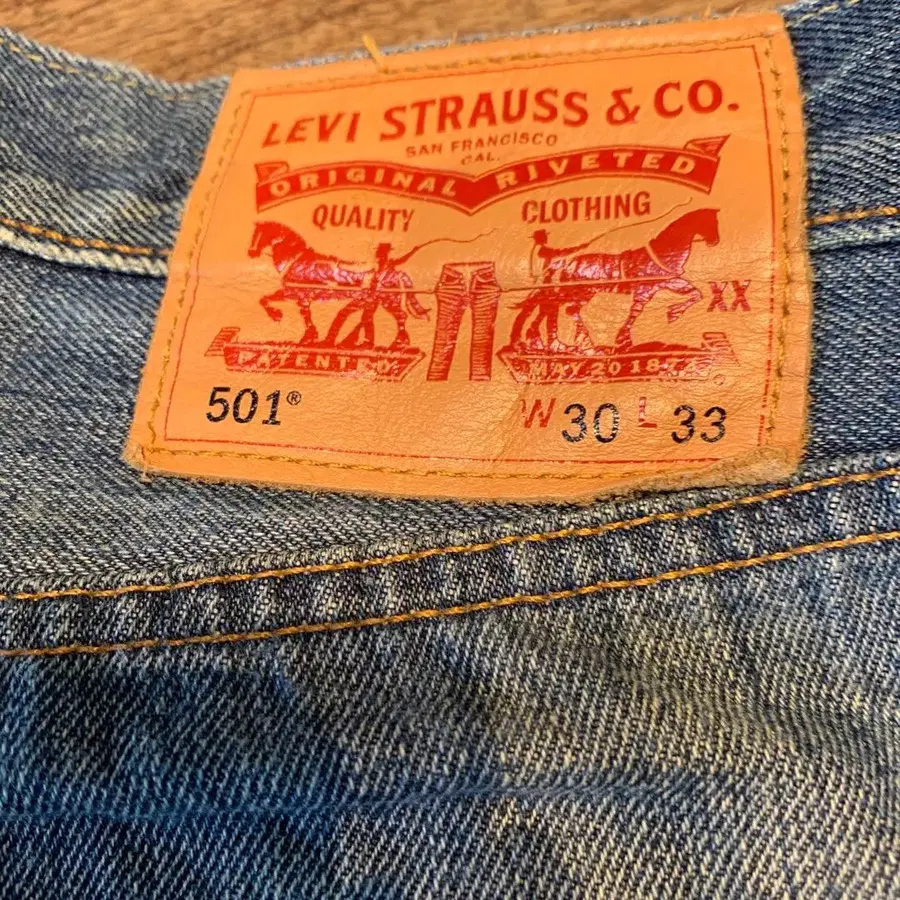 LEVI STRAUSS & CO.
SAN FRANCISCO
CAL.
ORIGINAL RIVETED
QUALITY CLOTHING
XX
PATENTED MAY 20 1873
501® W 30 L 33